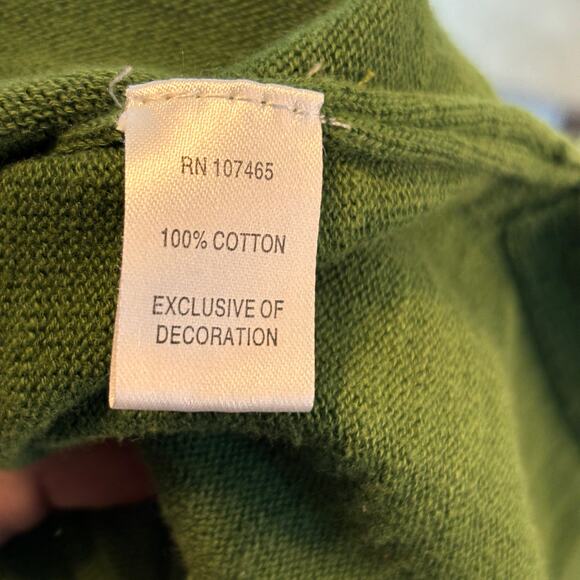 RN 107465
100% COTTON
EXCLUSIVE OF
DECORATION